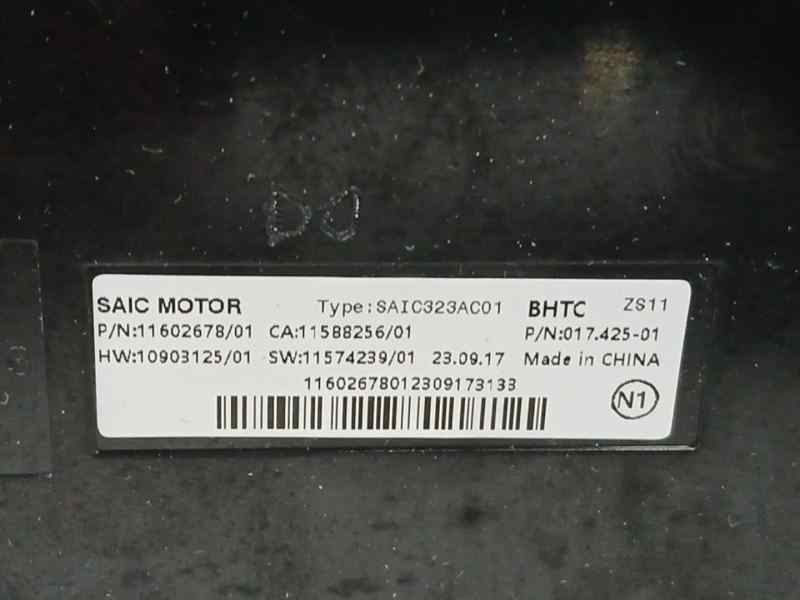 SAIC MOTOR Type:SAIC323AC01 BHTC ZS11
P/N:11602678/01 CA:11588256/01 P/N:017.425-01
HW:10903125/01 SW:11574239/01 23.09.17 Made in CHINA
11602678012309173133
N1